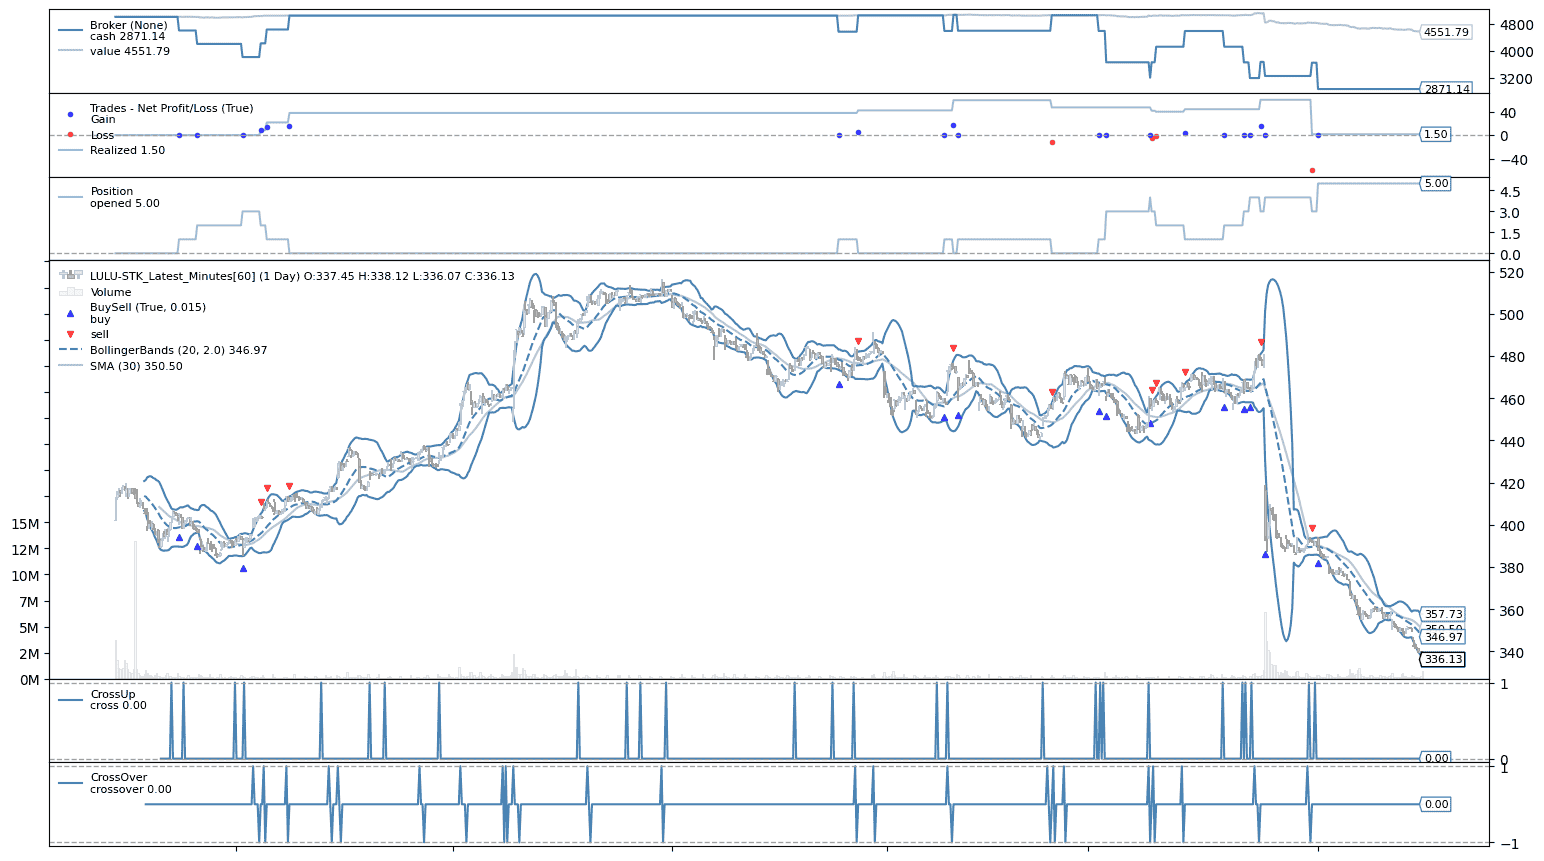 Broker (None)
cash 2871.14
value 4551.79
4551.79
2871.14
4800
4000
3200
Trades - Net Profit/Loss (True)
Gain
Loss
Realized 1.50
1.50
40
0
−40
Position
opened 5.00
5.00
4.5
3.0
1.5
0.0
LULU-STK_Latest_Minutes[60] (1 Day) O:337.45 H:338.12 L:336.07 C:336.13
Volume
BuySell (True, 0.015)
buy
sell
BollingerBands (20, 2.0) 346.97
SMA (30) 350.50
520
500
480
460
440
420
400
380
360
340
15M
12M
10M
7M
5M
2M
0M
357.73
350.50
346.97
336.13
CrossUp
cross 0.00
1
0
0.00
CrossOver
crossover 0.00
1
0.00
−1